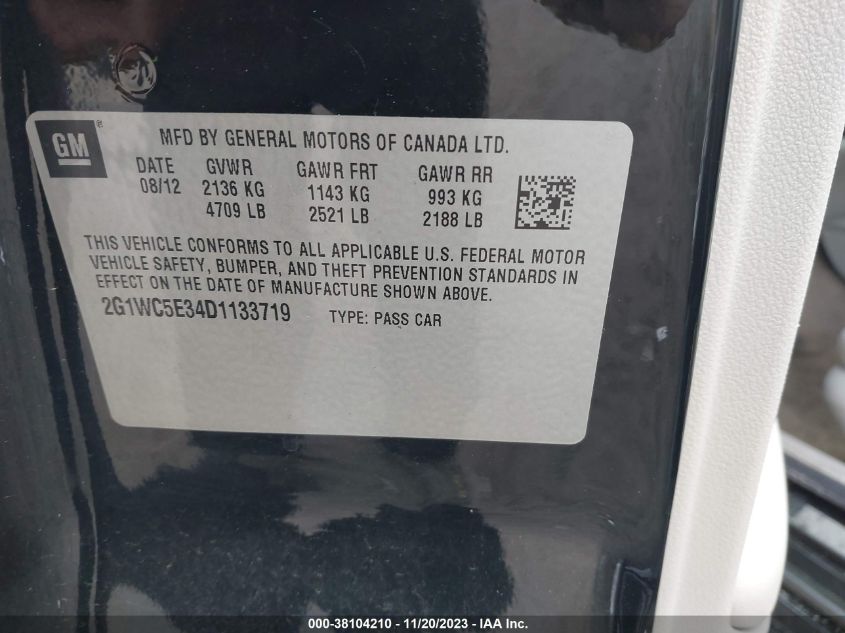 GM ®
MFD BY GENERAL MOTORS OF CANADA LTD.
DATE GVWR GAWR FRT GAWR RR
08/12 2136 KG 1143 KG 993 KG
4709 LB 2521 LB 2188 LB
THIS VEHICLE CONFORMS TO ALL APPLICABLE U.S. FEDERAL MOTOR
VEHICLE SAFETY, BUMPER, AND THEFT PREVENTION STANDARDS IN
EFFECT ON THE DATE OF MANUFACTURE SHOWN ABOVE.
2G1WC5E34D1133719 TYPE: PASS CAR
000-38104210 - 11/20/2023 - IAA Inc.